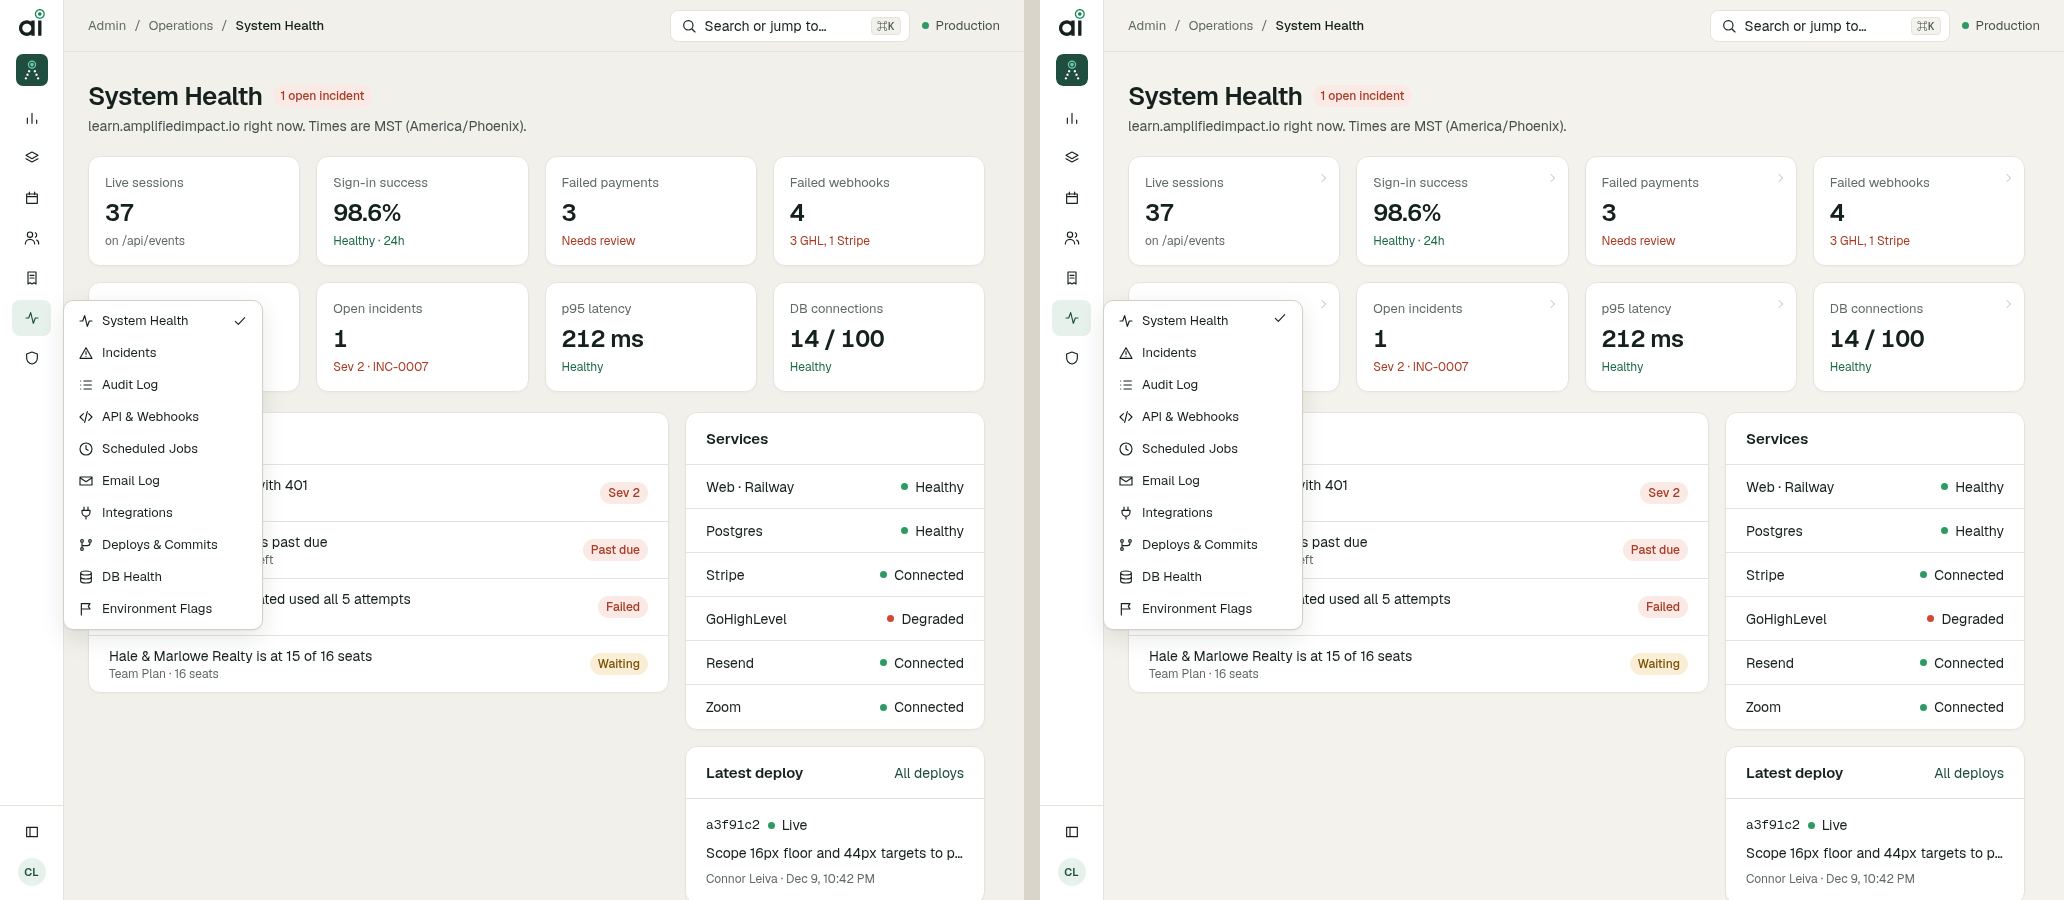 ai
Admin / Operations / System Health
Search or jump to…
⌘K
Production
System Health
1 open incident
learn.amplifiedimpact.io right now. Times are MST (America/Phoenix).
Live sessions
37
on /api/events
Sign-in success
98.6%
Healthy · 24h
Failed payments
3
Needs review
Failed webhooks
4
3 GHL, 1 Stripe
Open incidents
1
Sev 2 · INC-0007
p95 latency
212 ms
Healthy
DB connections
14 / 100
Healthy
System Health
Incidents
Audit Log
API & Webhooks
Scheduled Jobs
Email Log
Integrations
Deploys & Commits
DB Health
Environment Flags
with 401
Sev 2
past due
Past due
Failed
used all 5 attempts
Hale & Marlowe Realty is at 15 of 16 seats
Team Plan · 16 seats
Waiting
Services
Web · Railway Healthy
Postgres Healthy
Stripe Connected
GoHighLevel Degraded
Resend Connected
Zoom Connected
Latest deploy All deploys
a3f91c2 Live
Scope 16px floor and 44px targets to p…
Connor Leiva · Dec 9, 10:42 PM
CL
ai
Admin / Operations / System Health
Search or jump to…
⌘K
Production
System Health
1 open incident
learn.amplifiedimpact.io right now. Times are MST (America/Phoenix).
Live sessions
37
on /api/events
Sign-in success
98.6%
Healthy · 24h
Failed payments
3
Needs review
Failed webhooks
4
3 GHL, 1 Stripe
Open incidents
1
Sev 2 · INC-0007
p95 latency
212 ms
Healthy
DB connections
14 / 100
Healthy
System Health
Incidents
Audit Log
API & Webhooks
Scheduled Jobs
Email Log
Integrations
Deploys & Commits
DB Health
Environment Flags
with 401
Sev 2
past due
Past due
used all 5 attempts
Failed
Hale & Marlowe Realty is at 15 of 16 seats
Team Plan · 16 seats
Waiting
Services
Web · Railway Healthy
Postgres Healthy
Stripe Connected
GoHighLevel Degraded
Resend Connected
Zoom Connected
Latest deploy All deploys
a3f91c2 Live
Scope 16px floor and 44px targets to p…
Connor Leiva · Dec 9, 10:42 PM
CL